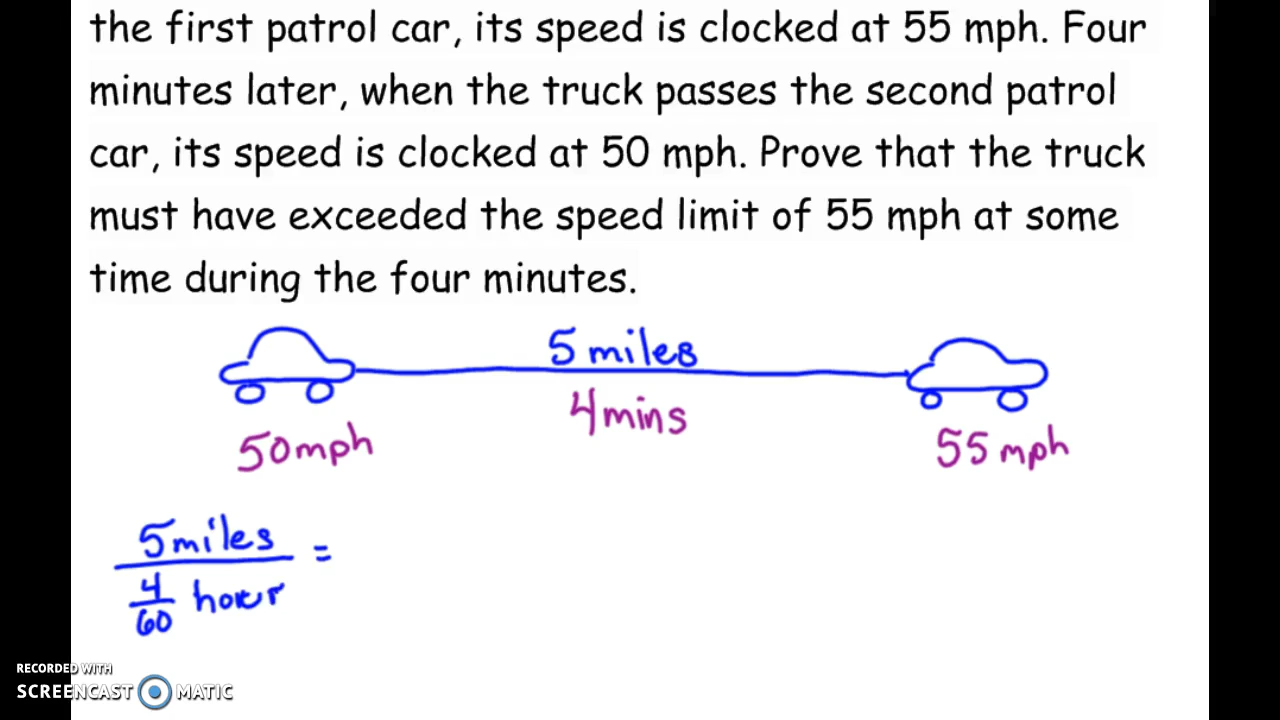 the first patrol car, its speed is clocked at 55 mph. Four
minutes later, when the truck passes the second patrol
car, its speed is clocked at 50 mph. Prove that the truck
must have exceeded the speed limit of 55 mph at some
time during the four minutes.
5 miles
4 mins
50 mph
55 mph
5 miles
=
4
60
hour
RECORDED WITH
SCREENCAST MATIC